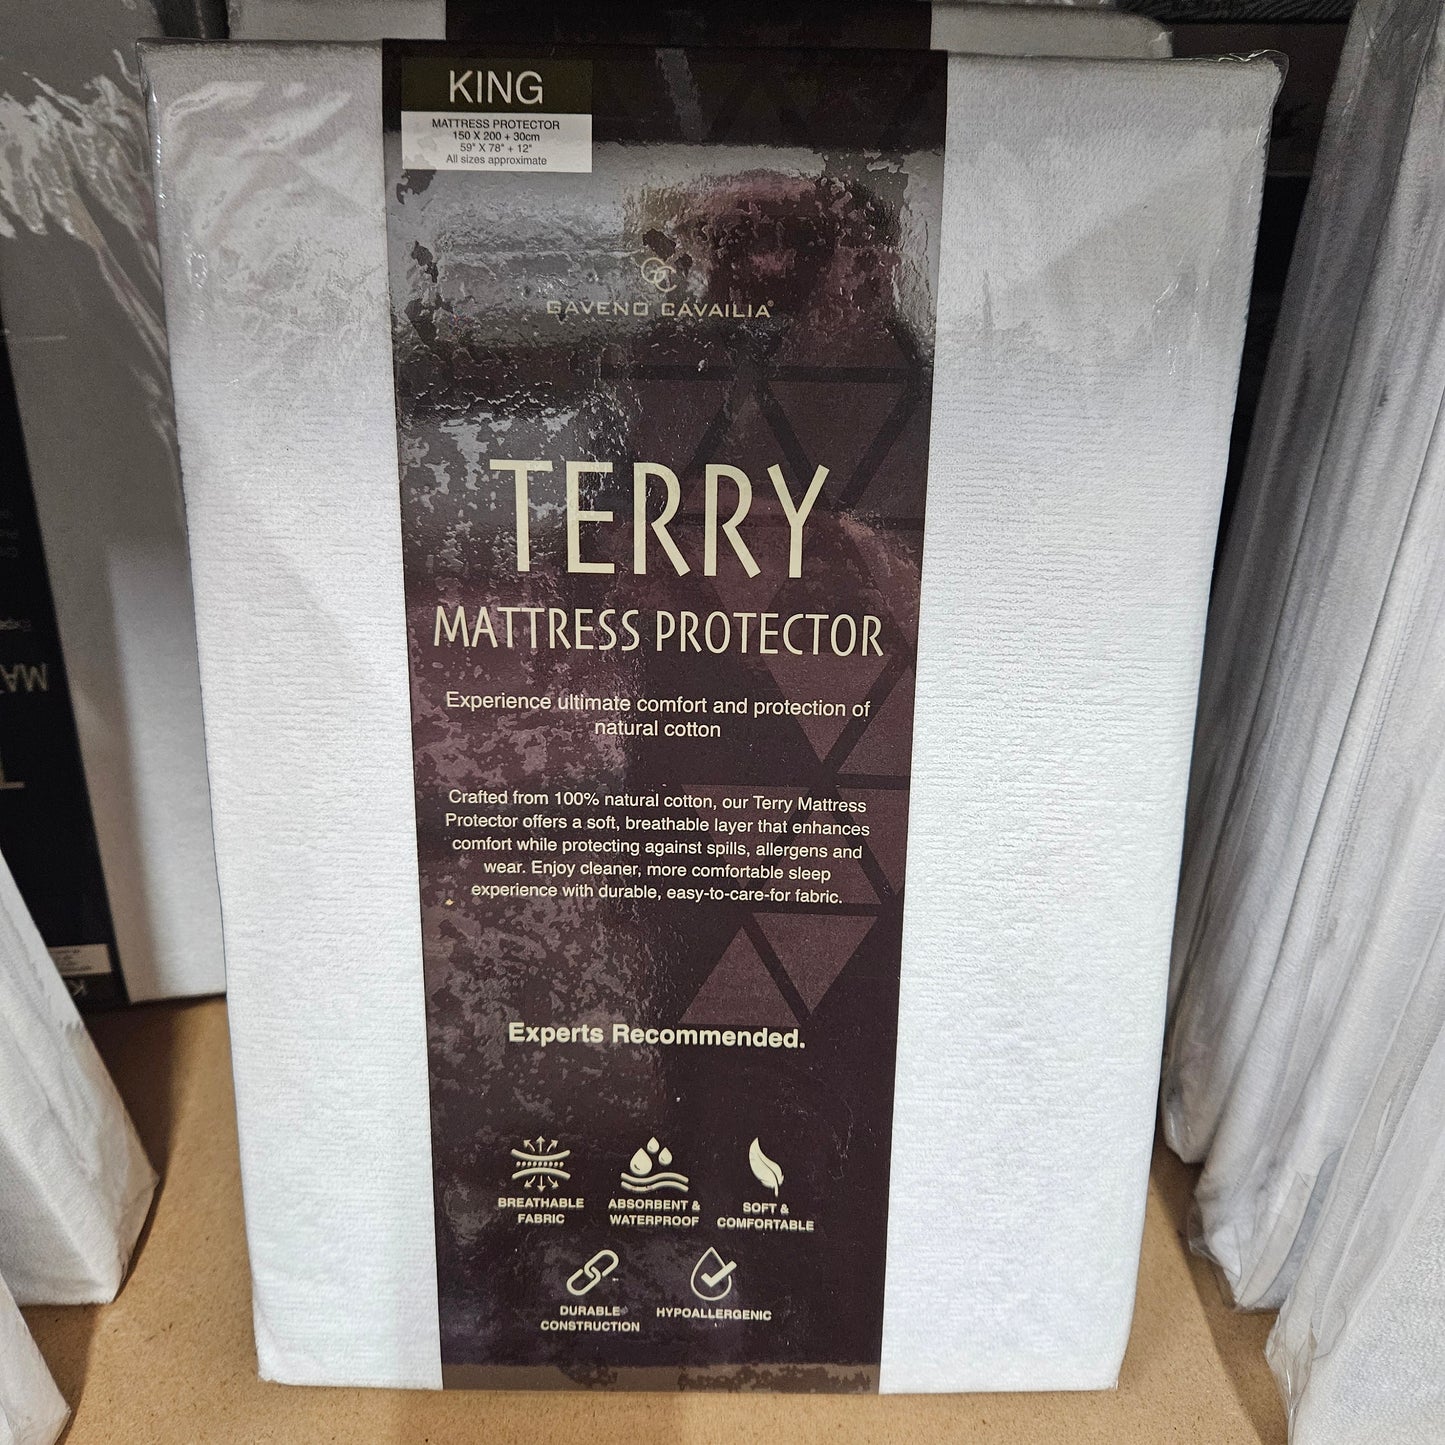 KING
MATTRESS PROTECTOR
150 X 200 + 30cm
59" X 78" + 12"
All sizes approximate
GAVENO CAVAILIA®
TERRY
MATTRESS PROTECTOR
Experience ultimate comfort and protection of
natural cotton
Crafted from 100% natural cotton, our Terry Mattress
Protector offers a soft, breathable layer that enhances
comfort while protecting against spills, allergens and
wear. Enjoy cleaner, more comfortable sleep
experience with durable, easy-to-care-for fabric.
Experts Recommended.
BREATHABLE
FABRIC
ABSORBENT &
WATERPROOF
SOFT &
COMFORTABLE
DURABLE
CONSTRUCTION
HYPOALLERGENIC